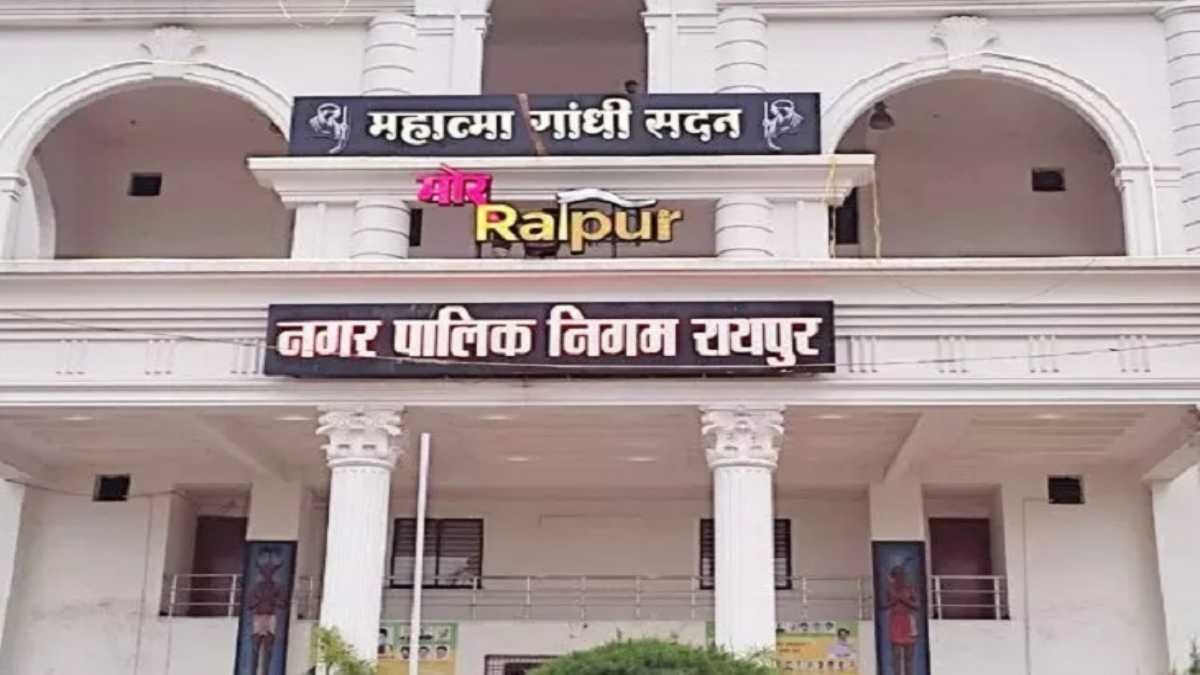 महात्मा गांधी सदन
मोर
Raipur
नगर पालिक निगम रायपुर